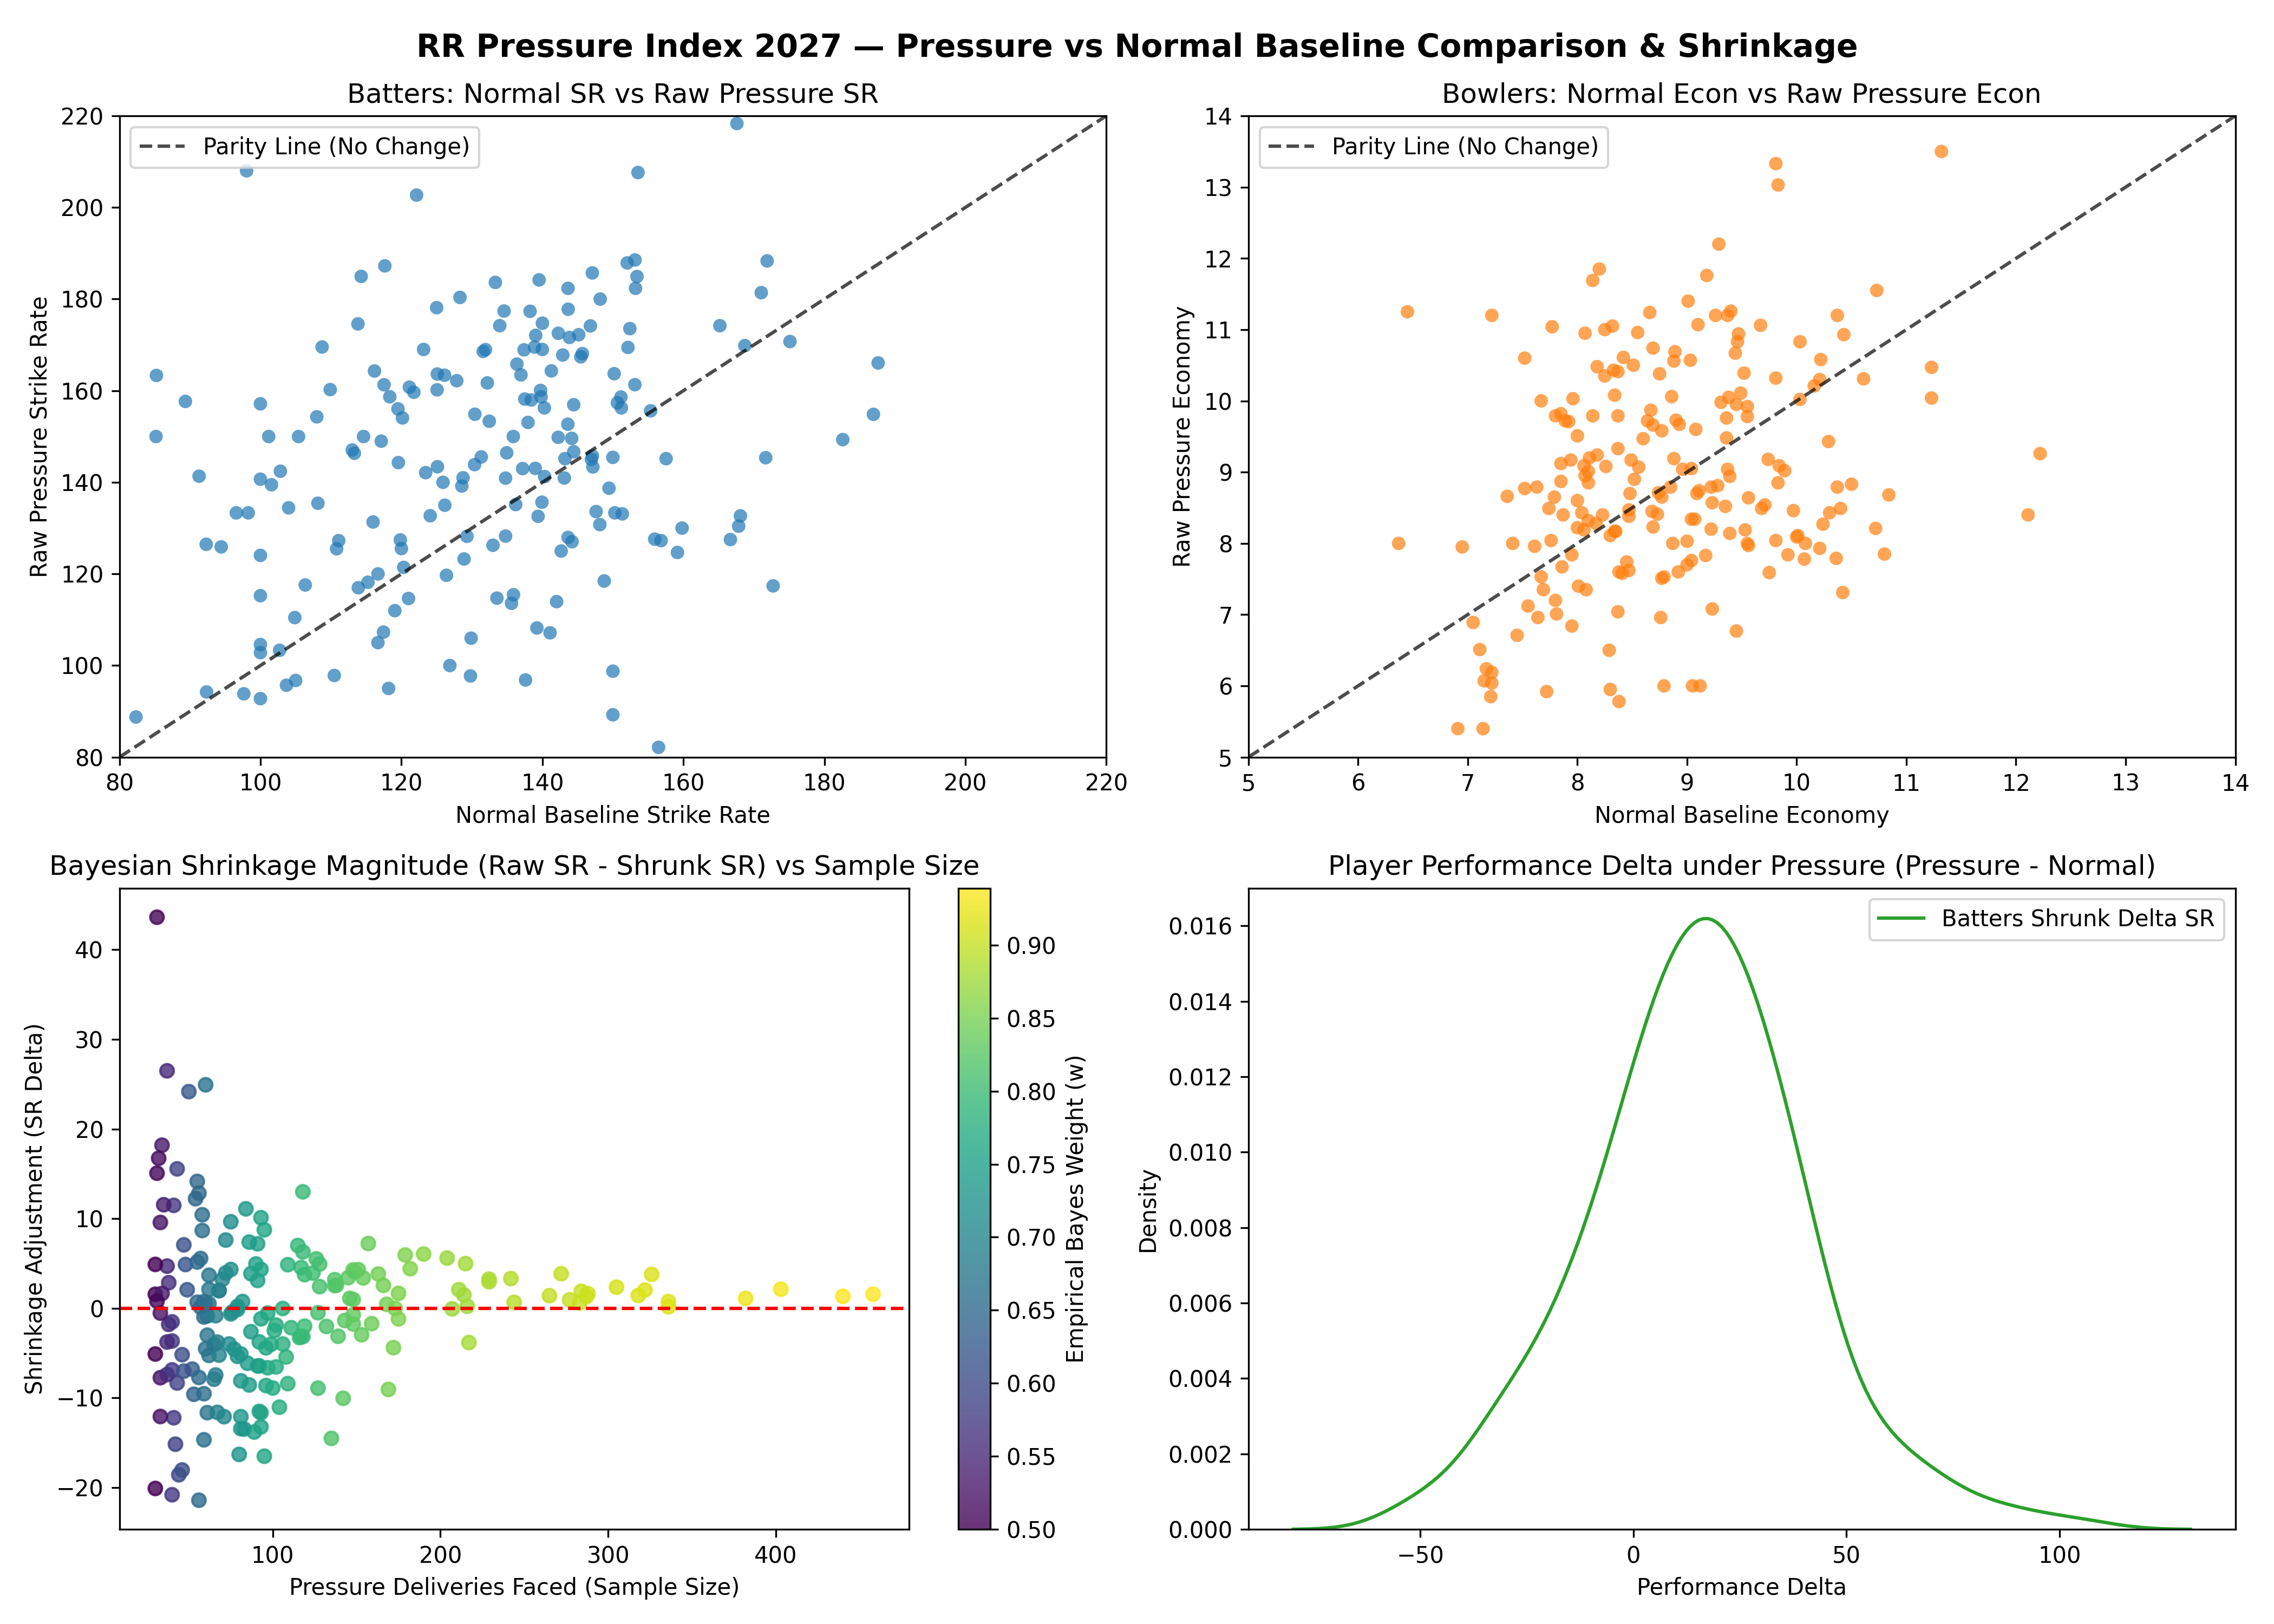 RR Pressure Index 2027 — Pressure vs Normal Baseline Comparison & Shrinkage
Batters: Normal SR vs Raw Pressure SR
Parity Line (No Change)
Raw Pressure Strike Rate
220
200
180
160
140
120
100
80
80 100 120 140 160 180 200 220
Normal Baseline Strike Rate
Bowlers: Normal Econ vs Raw Pressure Econ
Parity Line (No Change)
Raw Pressure Economy
14
13
12
11
10
9
8
7
6
5
5 6 7 8 9 10 11 12 13 14
Normal Baseline Economy
Bayesian Shrinkage Magnitude (Raw SR - Shrunk SR) vs Sample Size
Shrinkage Adjustment (SR Delta)
40
30
20
10
0
−10
−20
100 200 300 400
Pressure Deliveries Faced (Sample Size)
0.90
0.85
0.80
0.75
0.70
0.65
0.60
0.55
0.50
Empirical Bayes Weight (w)
Player Performance Delta under Pressure (Pressure - Normal)
Batters Shrunk Delta SR
Density
0.016
0.014
0.012
0.010
0.008
0.006
0.004
0.002
0.000
−50 0 50 100
Performance Delta